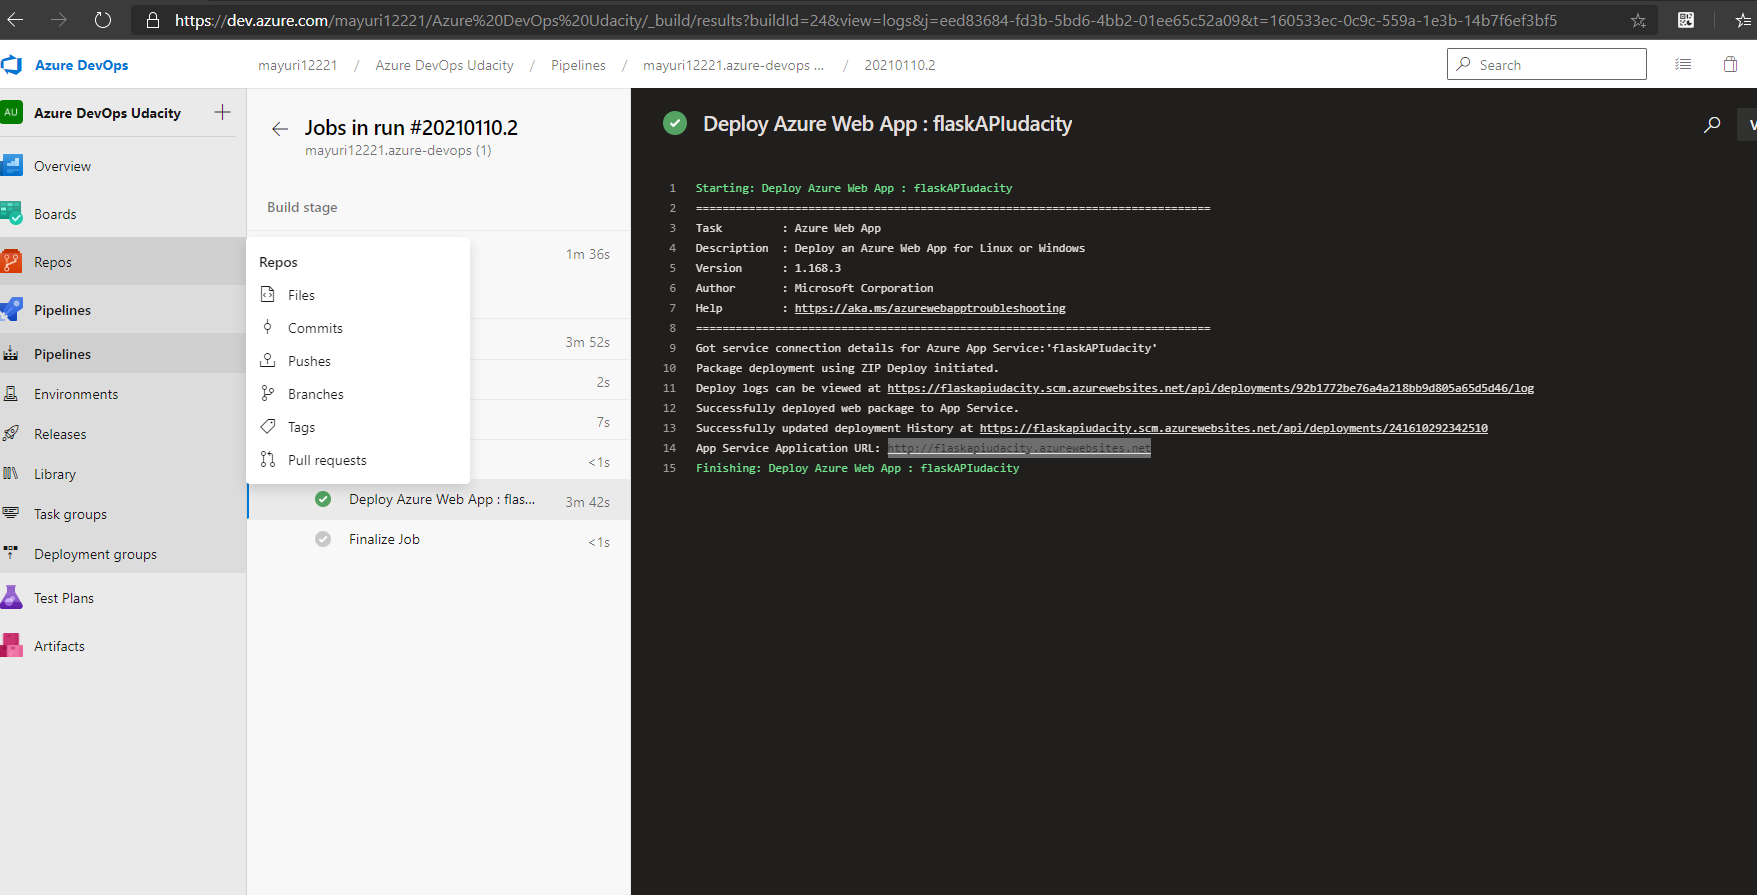 https://dev.azure.com/mayuri12221/Azure%20DevOps%20Udacity/_build/results?buildId=24&view=logs&j=eed83684-fd3b-5bd6-4bb2-01ee65c52a09&t=160533ec-0c9c-559a-1e3b-14b7f6ef3bf5
Azure DevOps
mayuri12221 / Azure DevOps Udacity / Pipelines / mayuri12221.azure-devops ... / 20210110.2
Search
AU Azure DevOps Udacity
Overview
Boards
Repos
Pipelines
Pipelines
Environments
Releases
Library
Task groups
Deployment groups
Test Plans
Artifacts
Jobs in run #20210110.2
mayuri12221.azure-devops (1)
Build stage
1m 36s
3m 52s
2s
7s
<1s
Repos
Files
Commits
Pushes
Branches
Tags
Pull requests
Deploy Azure Web App : flas... 3m 42s
Finalize Job <1s
Deploy Azure Web App : flaskAPIudacity
1 Starting: Deploy Azure Web App : flaskAPIudacity
2 ==============================================================================
3 Task : Azure Web App
4 Description : Deploy an Azure Web App for Linux or Windows
5 Version : 1.168.3
6 Author : Microsoft Corporation
7 Help : https://aka.ms/azurewebapptroubleshooting
8 ==============================================================================
9 Got service connection details for Azure App Service:'flaskAPIudacity'
10 Package deployment using ZIP Deploy initiated.
11 Deploy logs can be viewed at https://flaskapiudacity.scm.azurewebsites.net/api/deployments/92b1772be76a4a218bb9d805a65d5d46/log
12 Successfully deployed web package to App Service.
13 Successfully updated deployment History at https://flaskapiudacity.scm.azurewebsites.net/api/deployments/241610292342510
14 App Service Application URL: http://flaskapiudacity.azurewebsites.net
15 Finishing: Deploy Azure Web App : flaskAPIudacity